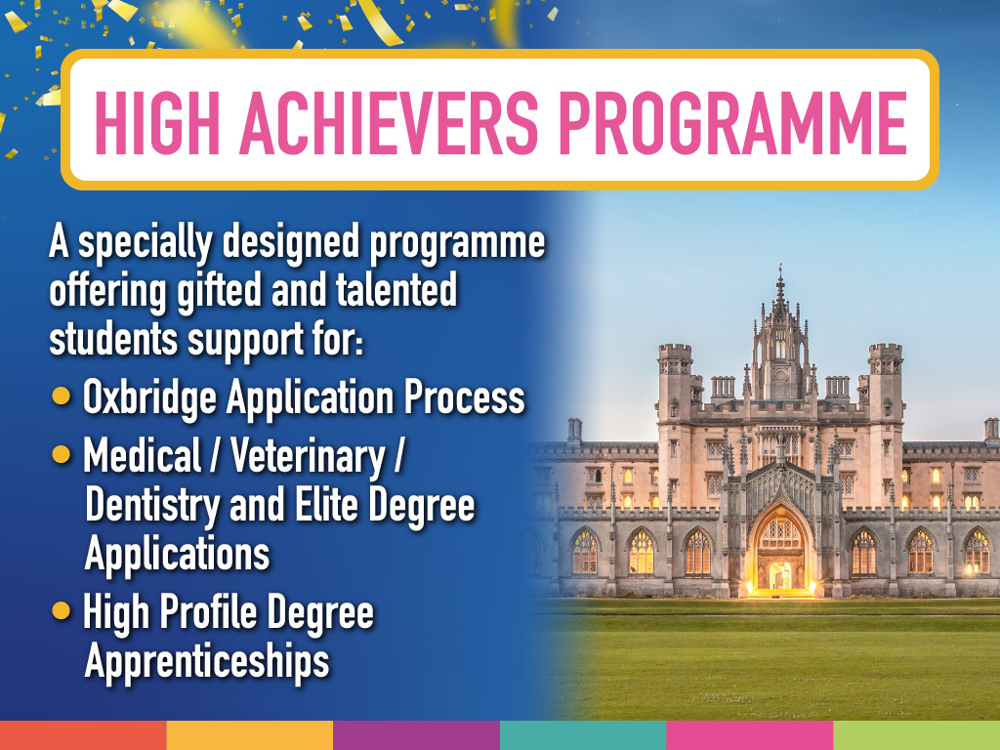 HIGH ACHIEVERS PROGRAMME
A specially designed programme
offering gifted and talented
students support for:
• Oxbridge Application Process
• Medical / Veterinary /
Dentistry and Elite Degree
Applications
• High Profile Degree
Apprenticeships